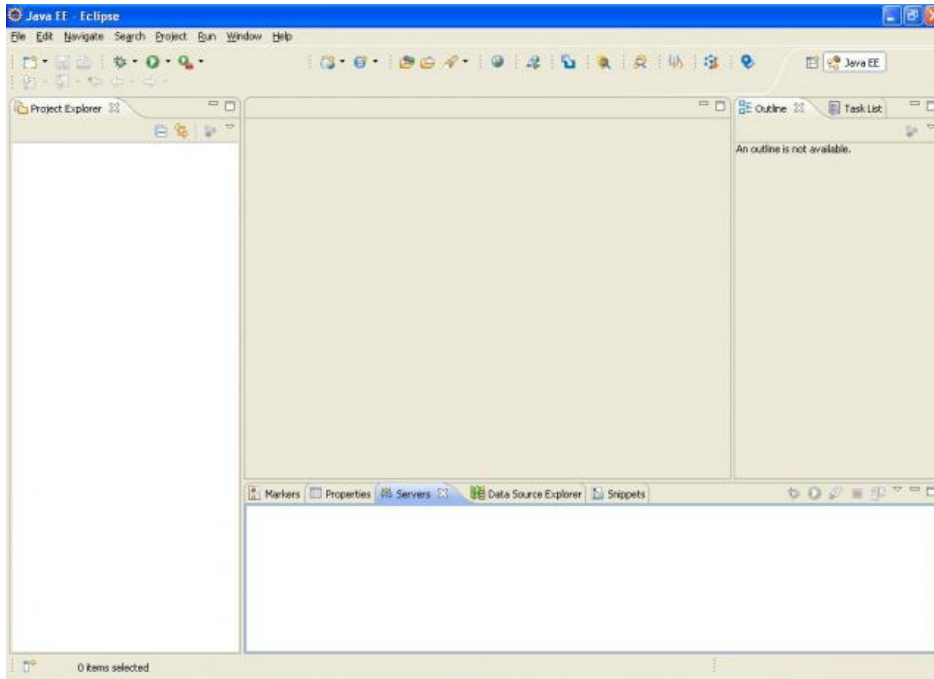 Java EE - Eclipse
File Edit Navigate Search Project Run Window Help
Java EE
Project Explorer
Outline Task List
An outline is not available.
Markers Properties Servers Data Source Explorer Snippets
0 items selected